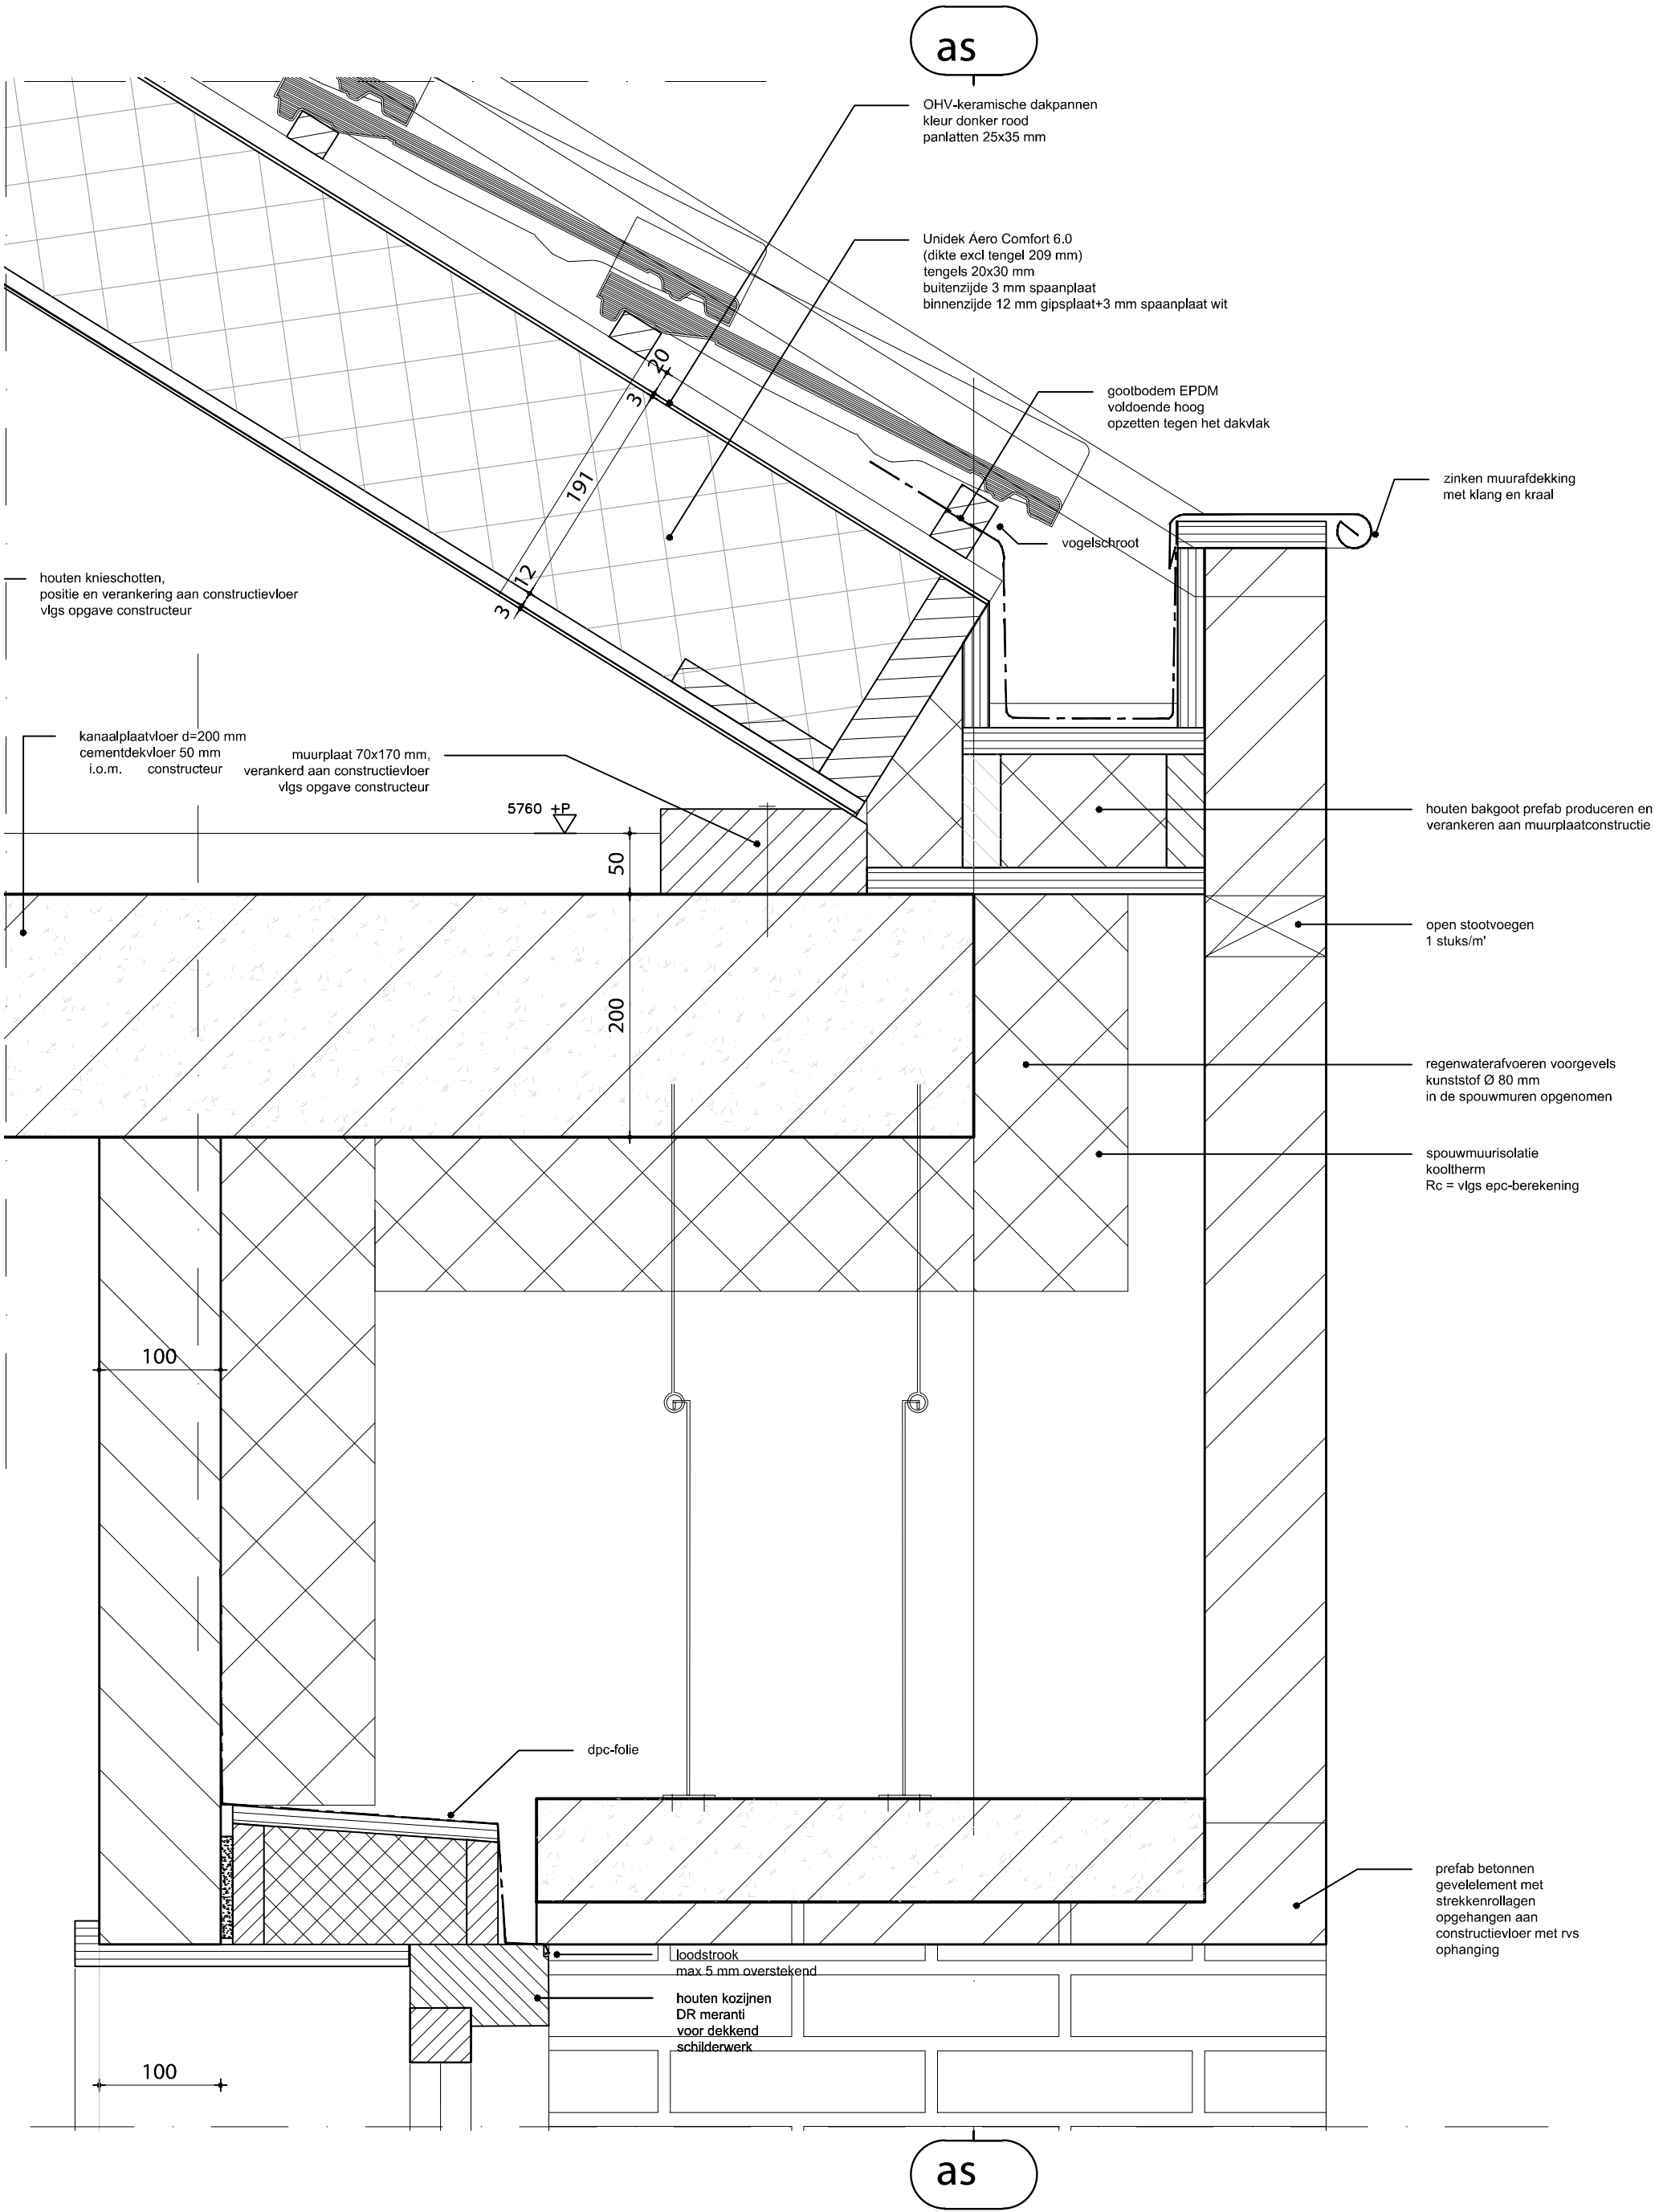 as
OHV-keramische dakpannen
kleur donker rood
panlatten 25x35 mm
Unidek Aero Comfort 6.0
(dikte excl tengel 209 mm)
tengels 20x30 mm
buitenzijde 3 mm spaanplaat
binnenzijde 12 mm gipsplaat+3 mm spaanplaat wit
20
3
191
12
3
gootbodem EPDM
voldoende hoog
opzetten tegen het dakvlak
zinken muurafdekking
met klang en kraal
vogelschroot
houten knieschotten,
positie en verankering aan constructievloer
vlgs opgave constructeur
kanaalplaatvloer d=200 mm
cementdekvloer 50 mm
i.o.m. constructeur
muurplaat 70x170 mm,
verankerd aan constructievloer
vlgs opgave constructeur
5760 +P
50
200
houten bakgoot prefab produceren en
verankeren aan muurplaatconstructie
open stootvoegen
1 stuks/m'
regenwaterafvoeren voorgevels
kunststof Ø 80 mm
in de spouwmuren opgenomen
spouwmuurisolatie
kooltherm
Rc = vlgs epc-berekening
100
dpc-folie
prefab betonnen
gevelelement met
strekkenrollagen
opgehangen aan
constructievloer met rvs
ophanging
loodstrook
max 5 mm overstekend
houten kozijnen
DR meranti
voor dekkend
schilderwerk
100
as